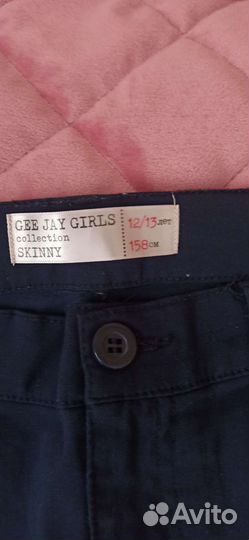 GEE JAY GIRLS
collection
SKINNY
12/13 лет
158 см
Avito